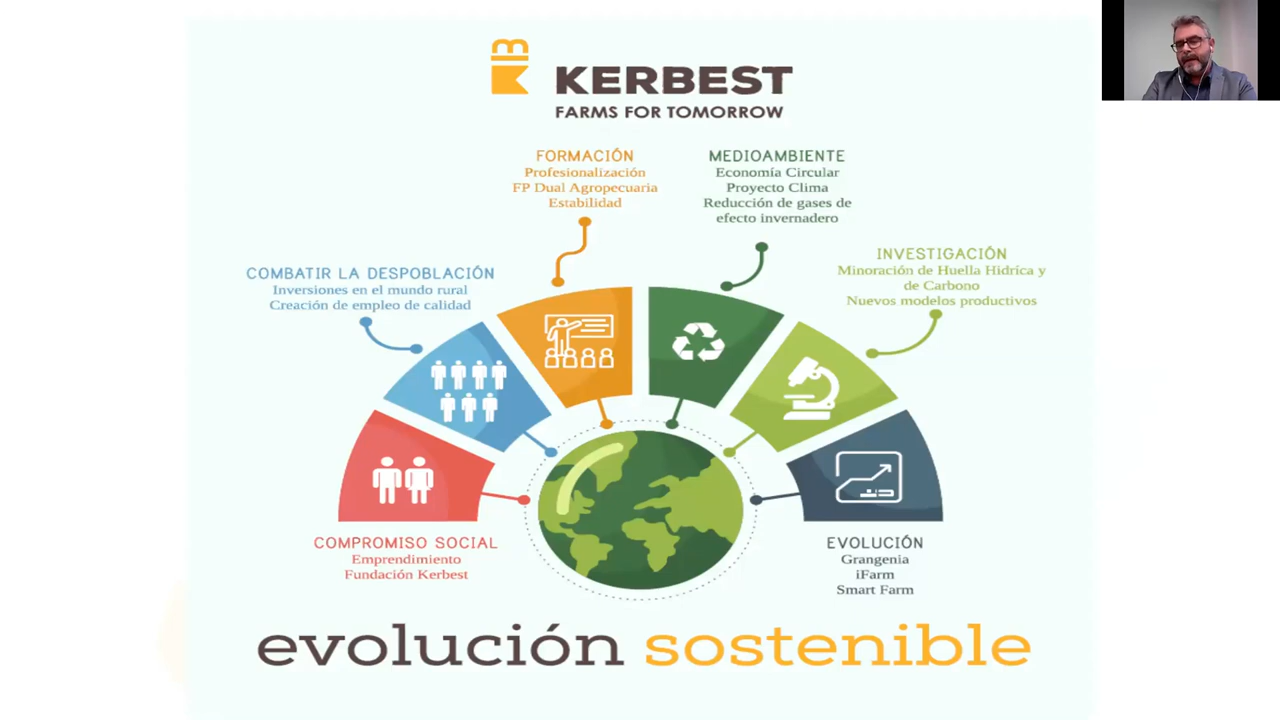 KERBEST
FARMS FOR TOMORROW
FORMACIÓN
Profesionalización
FP Dual Agropecuaria
Estabilidad
MEDIOAMBIENTE
Economía Circular
Proyecto Clima
Reducción de gases de
efecto invernadero
COMBATIR LA DESPOBLACIÓN
Inversiones en el mundo rural
Creación de empleo de calidad
INVESTIGACIÓN
Minoración de Huella Hidrica y
de Carbono
Nuevos modelos productivos
COMPROMISO SOCIAL
Emprendimiento
Fundación Kerbest
EVOLUCIÓN
Grangenia
iFarm
Smart Farm
evolución sostenible